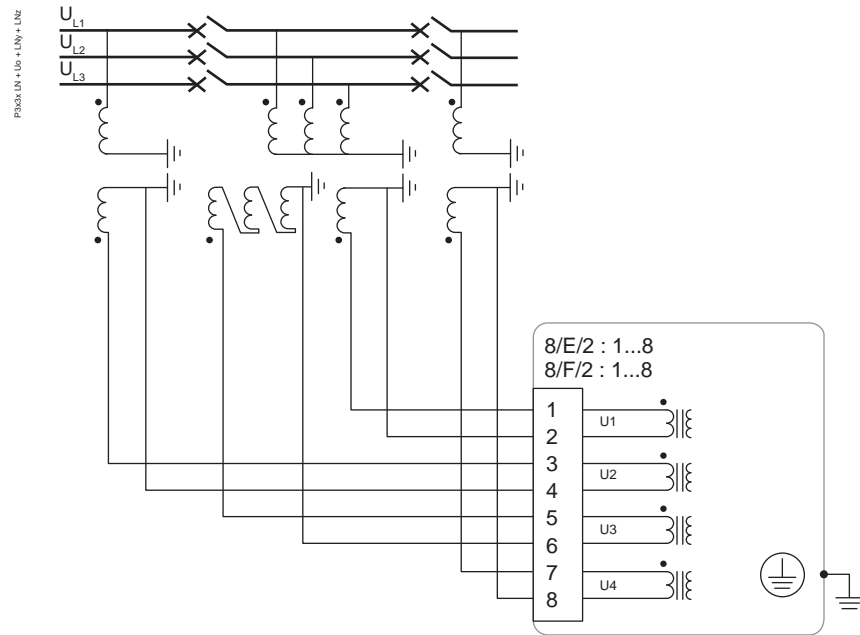 P3x3x LN + Uo + LNy + LNz
UL1
UL2
UL3
8/E/2 : 1...8
8/F/2 : 1...8
1
U1
2
3
U2
4
5
U3
6
7
U4
8